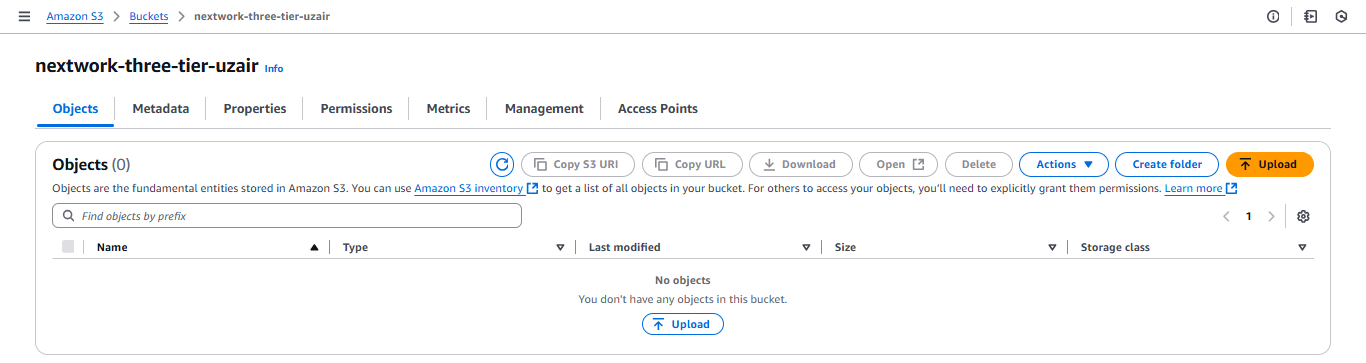 Amazon S3 > Buckets > nextwork-three-tier-uzair
nextwork-three-tier-uzair Info
Objects Metadata Properties Permissions Metrics Management Access Points
Objects (0) Copy S3 URI Copy URL Download Open Delete Actions Create folder Upload
Objects are the fundamental entities stored in Amazon S3. You can use Amazon S3 inventory to get a list of all objects in your bucket. For others to access your objects, you'll need to explicitly grant them permissions. Learn more
Find objects by prefix 1
Name Type Last modified Size Storage class
No objects
You don't have any objects in this bucket.
Upload